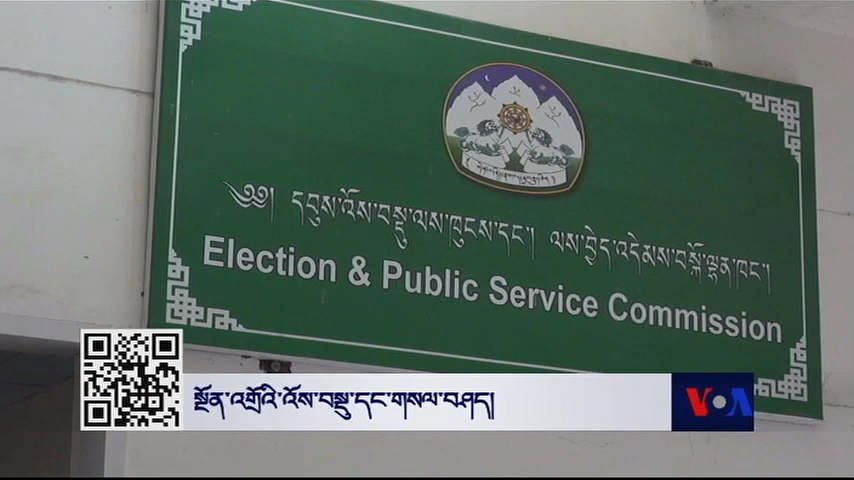 ༄༅། དབུས་འོས་བསྡུ་ལས་ཁུངས་དང་། ལས་བྱེད་འདེམས་བསྐོ་ལྷན་ཁང་།
Election & Public Service Commission
སྔོན་འགྲོའི་འོས་བསྡུ་དང་གསལ་བཤད།
VOA